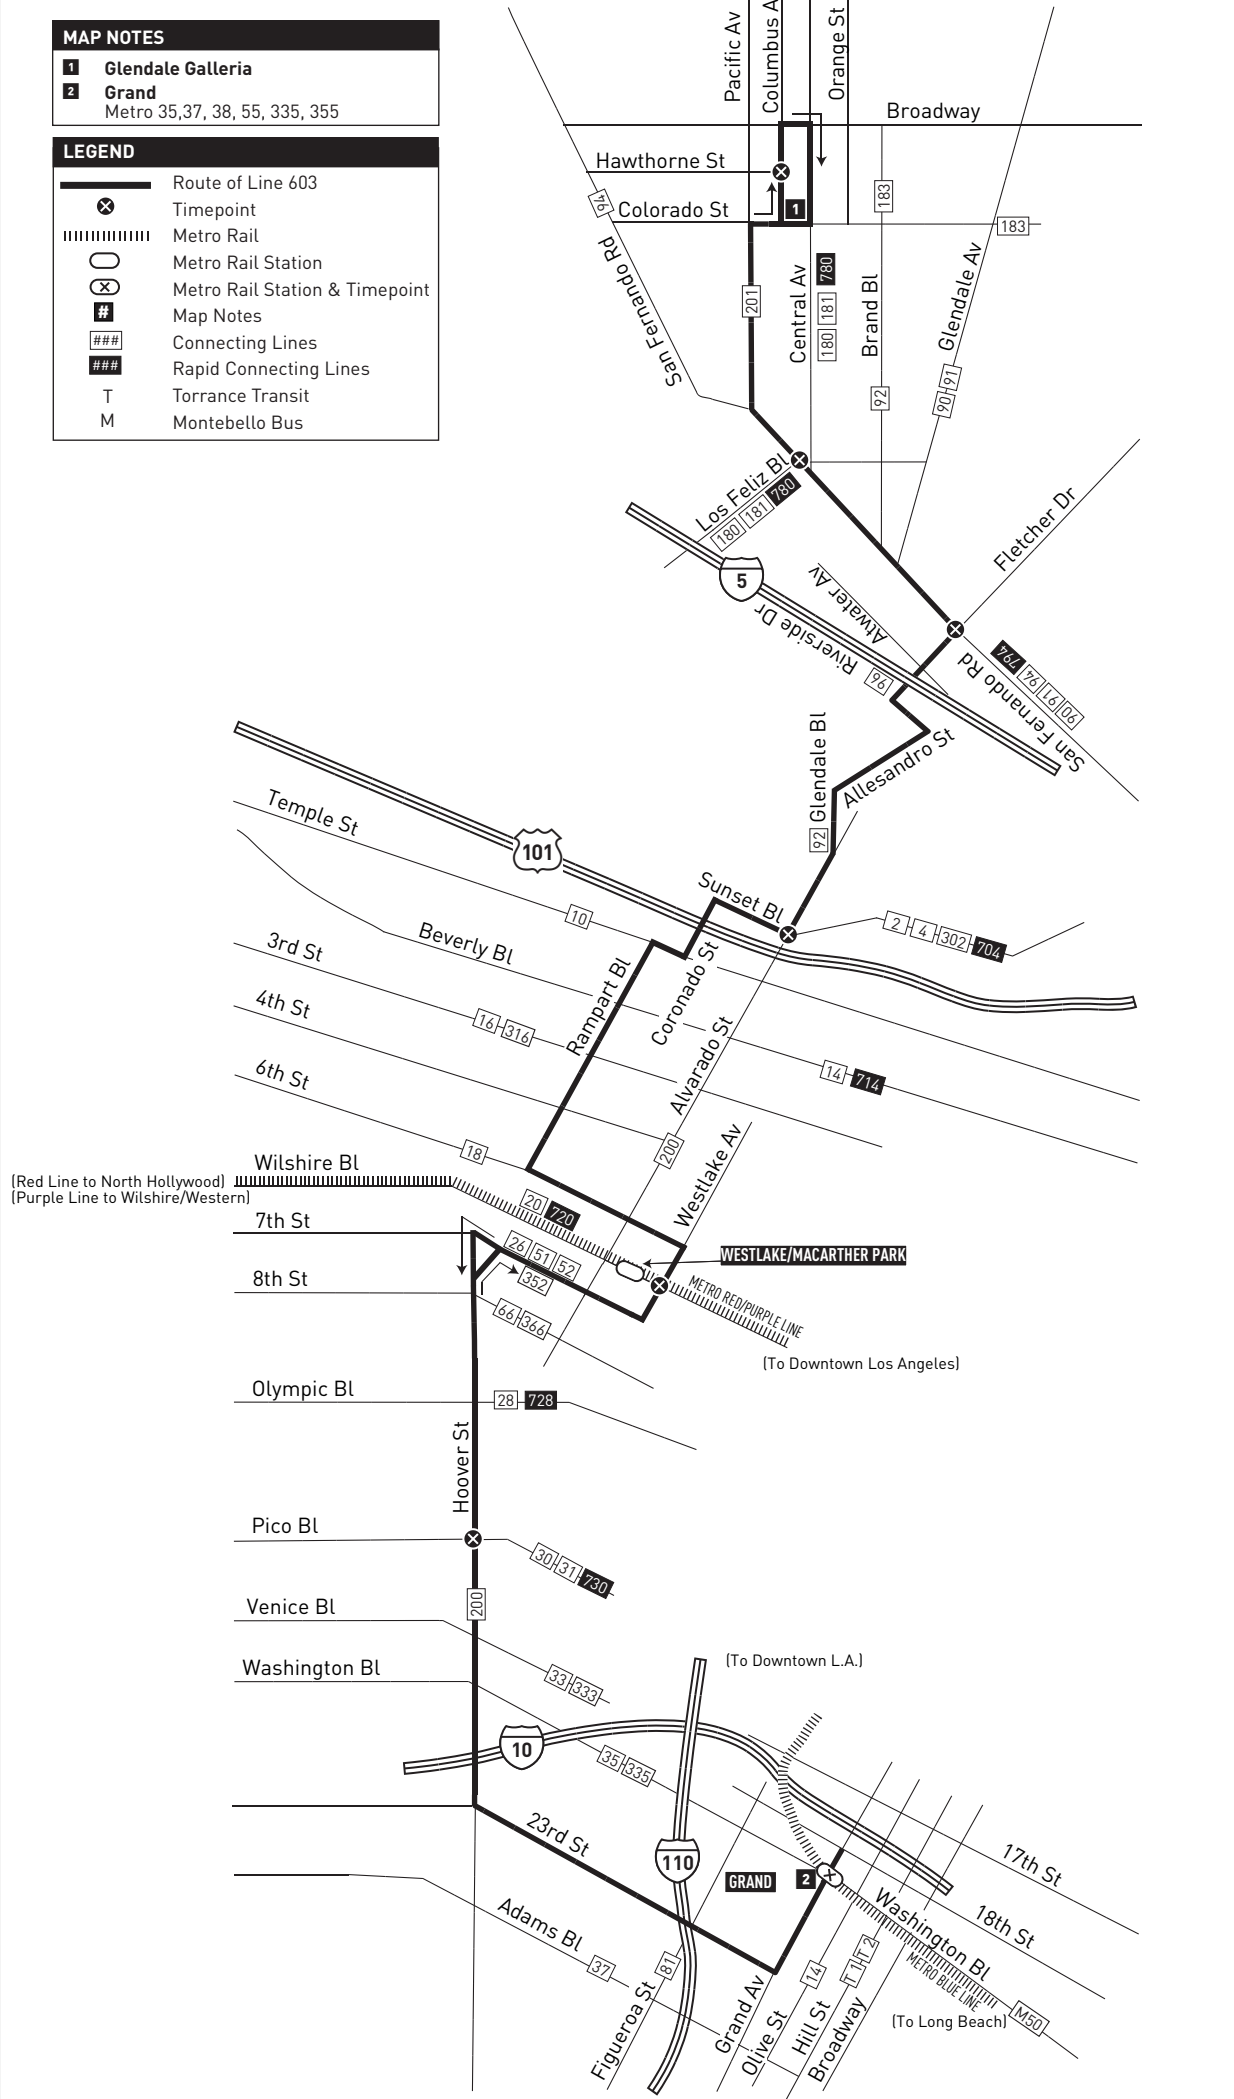 MAP NOTES
1 Glendale Galleria
2 Grand
Metro 35,37, 38, 55, 335, 355
LEGEND
Route of Line 603
Timepoint
Metro Rail
Metro Rail Station
Metro Rail Station & Timepoint
# Map Notes
### Connecting Lines
### Rapid Connecting Lines
T Torrance Transit
M Montebello Bus
Pacific Av
Columbus A
Orange St
Broadway
Hawthorne St
Colorado St
1
94
183
183
San Fernando Rd
201
Central Av
780
180 181
Brand Bl
92
Glendale Av
90 91
Los Feliz Bl
180 181 780
Fletcher Dr
5
Atwater Av
Riverside Dr
96
San Fernando Rd
794 94 91 90
Glendale Bl
92
Allesandro St
101
Temple St
10
Sunset Bl
2 4 302 704
Beverly Bl
3rd St
16 316
4th St
6th St
18
Rampart Bl
Coronado St
Alvarado St
14 714
200
Westlake Av
Wilshire Bl
(Red Line to North Hollywood)
(Purple Line to Wilshire/Western)
20 720
7th St
26 51 52
352
WESTLAKE/MACARTHER PARK
METRO RED/PURPLE LINE
(To Downtown Los Angeles)
8th St
66 366
Olympic Bl
28 728
Hoover St
Pico Bl
30 31 730
200
Venice Bl
33 333
Washington Bl
(To Downtown L.A.)
10
35 335
23rd St
110
GRAND
2
17th St
18th St
Washington Bl
METRO BLUE LINE
(To Long Beach)
M50
Adams Bl
37
81
Figueroa St
Grand Av
14
Olive St
T 1 T 2
Hill St
Broadway